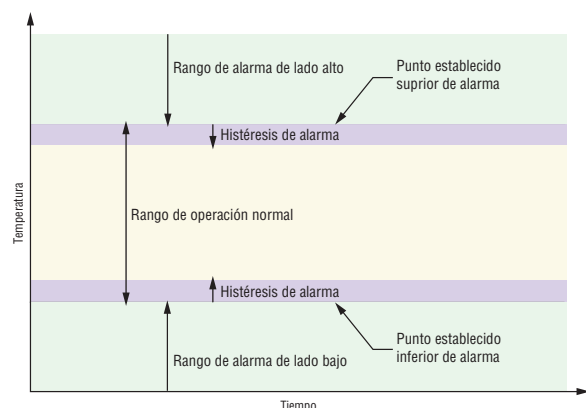 Rango de alarma de lado alto
Punto establecido
suprior de alarma
Histéresis de alarma
Temperatura
Rango de operación normal
Histéresis de alarma
Punto establecido
inferior de alarma
Rango de alarma de lado bajo
Tiempo